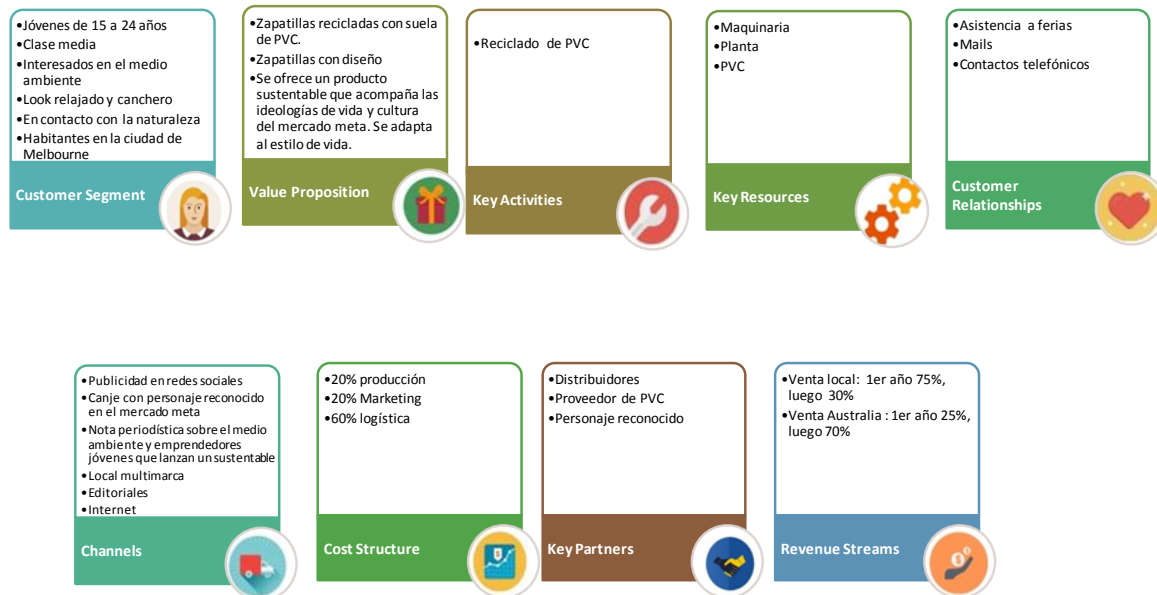 •Jóvenes de 15 a 24 años
•Clase media
•Interesados en el medio
ambiente
•Look relajado y canchero
•En contacto con la naturaleza
•Habitantes en la ciudad de
Melbourne
Customer Segment
•Zapatillas recicladas con suela
de PVC.
•Zapatillas con diseño
•Se ofrece un producto
sustentable que acompaña las
ideologías de vida y cultura
del mercado meta. Se adapta
al estilo de vida.
Value Proposition
•Reciclado de PVC
Key Activities
•Maquinaria
•Planta
•PVC
Key Resources
•Asistencia a ferias
•Mails
•Contactos telefónicos
Customer
Relationships
•Publicidad en redes sociales
•Canje con personaje reconocido
en el mercado meta
•Nota periodística sobre el medio
ambiente y emprendedores
jóvenes que lanzan un sustentable
•Local multimarca
•Editoriales
•Internet
Channels
•20% producción
•20% Marketing
•60% logística
Cost Structure
•Distribuidores
•Proveedor de PVC
•Personaje reconocido
Key Partners
•Venta local: 1er año 75%,
luego 30%
•Venta Australia : 1er año 25%,
luego 70%
Revenue Streams